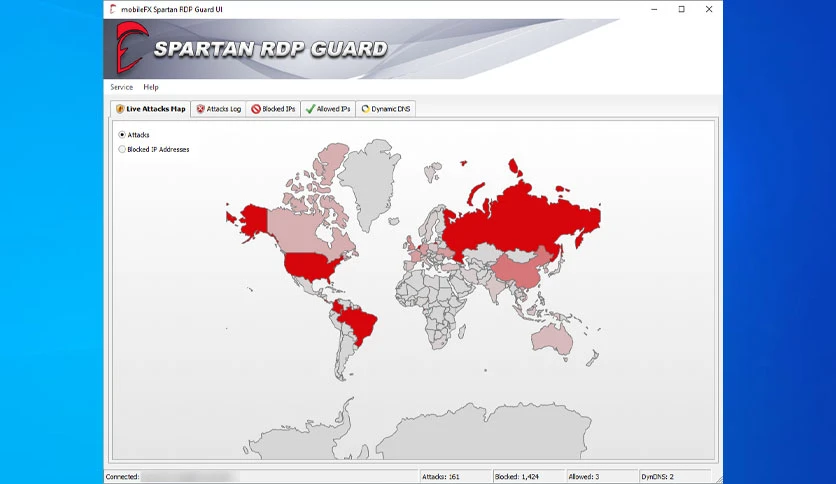 mobileFX Spartan RDP Guard UI
SPARTAN RDP GUARD
Service Help
Live Attacks Map Attacks Log Blocked IPs Allowed IPs Dynamic DNS
Attacks
Blocked IP Addresses
Connected: Attacks: 161 Blocked: 1,424 Allowed: 3 DynDNS: 2